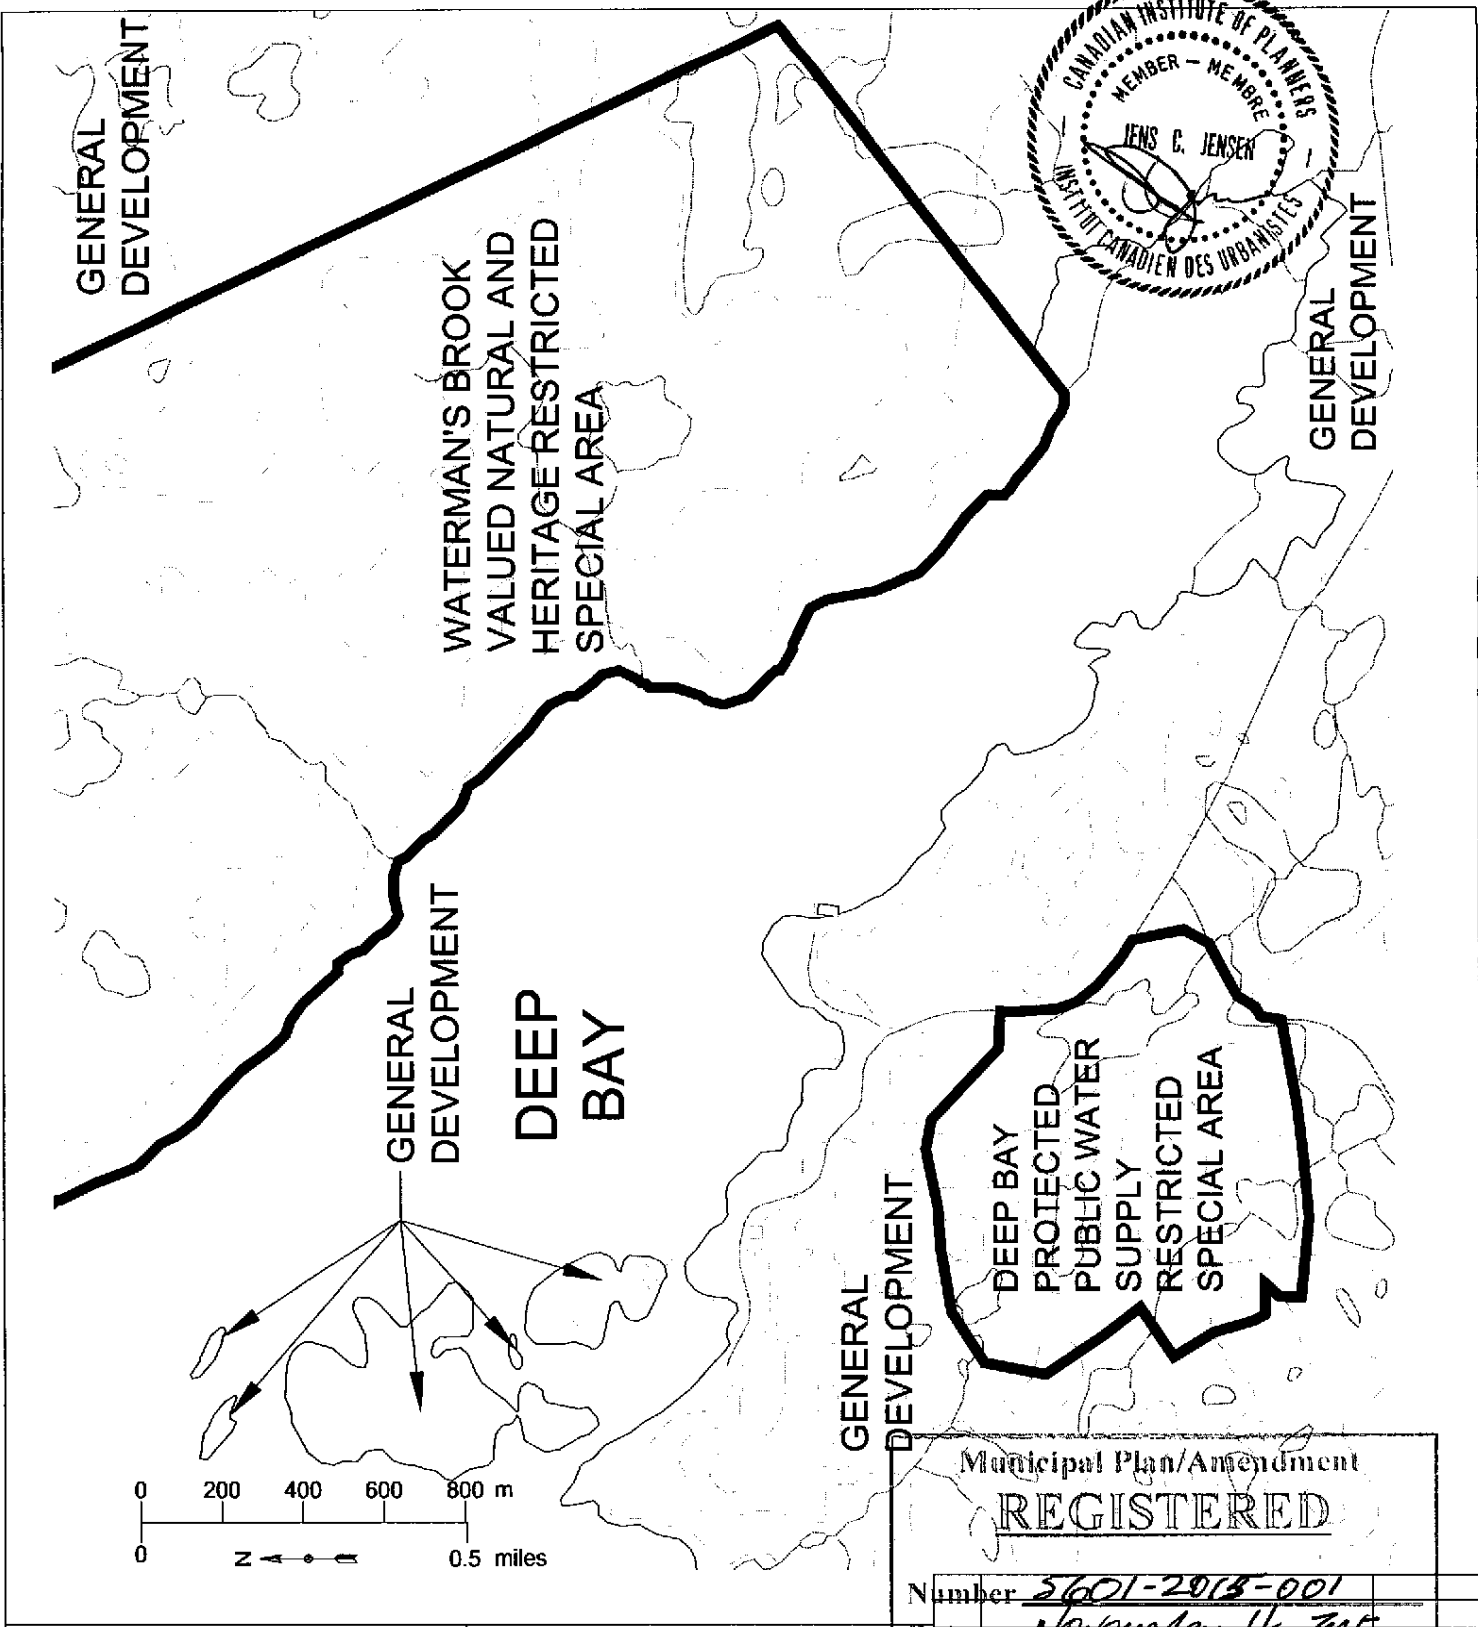 GENERAL
DEVELOPMENT
WATERMAN'S BROOK
VALUED NATURAL AND
HERITAGE RESTRICTED
SPECIAL AREA
CANADIAN INSTITUTE OF PLANNERS
MEMBER – MEMBRE
JENS C. JENSEN
INSTITUT CANADIEN DES URBANISTES
GENERAL
DEVELOPMENT
GENERAL
DEVELOPMENT
DEEP
BAY
GENERAL
DEVELOPMENT
DEEP BAY
PROTECTED
PUBLIC WATER
SUPPLY
RESTRICTED
SPECIAL AREA
0 200 400 600 800 m
0 0.5 miles
N
Municipal Plan/Amendment
REGISTERED
Number 5601-2015-001